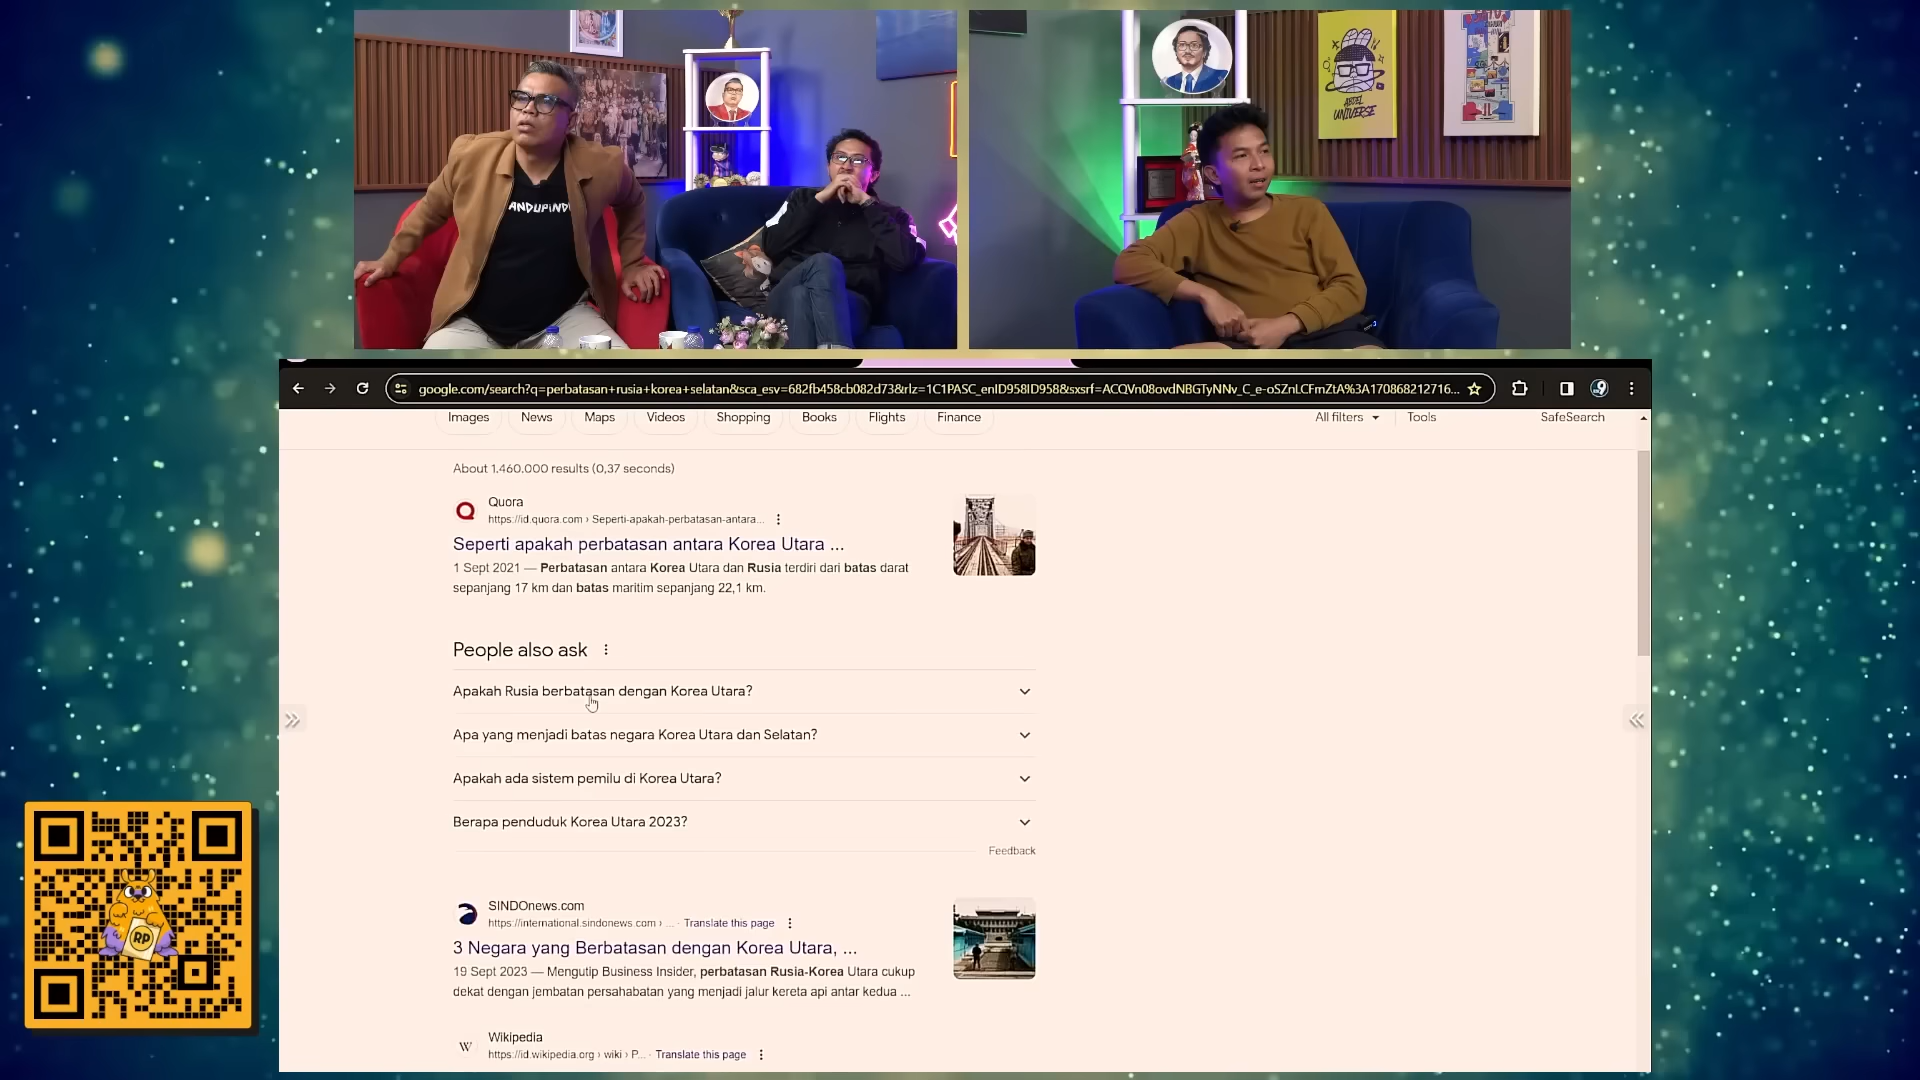 ANDUPIND
ABDEL
UNIVERSE
google.com/search?q=perbatasan+rusia+korea+selatan&sca_esv=682fb458cb082d73&rlz=1C1PASC_enID958ID958&sxsrf=ACQVn08ovdNBGTyNNv_C_e-oSZnLCFmZtA%3A170868212716...
Images
News
Maps
Videos
Shopping
Books
Flights
Finance
All filters
Tools
SafeSearch
About 1.460.000 results (0,37 seconds)
Quora
https://id.quora.com › Seperti-apakah-perbatasan-antara...
Seperti apakah perbatasan antara Korea Utara ...
1 Sept 2021 — Perbatasan antara Korea Utara dan Rusia terdiri dari batas darat
sepanjang 17 km dan batas maritim sepanjang 22,1 km.
People also ask
Apakah Rusia berbatasan dengan Korea Utara?
Apa yang menjadi batas negara Korea Utara dan Selatan?
Apakah ada sistem pemilu di Korea Utara?
Berapa penduduk Korea Utara 2023?
Feedback
SINDOnews.com
https://international.sindonews.com › ... · Translate this page
3 Negara yang Berbatasan dengan Korea Utara, ...
19 Sept 2023 — Mengutip Business Insider, perbatasan Rusia-Korea Utara cukup
dekat dengan jembatan persahabatan yang menjadi jalur kereta api antar kedua ...
Wikipedia
https://id.wikipedia.org › wiki › P... · Translate this page
RP